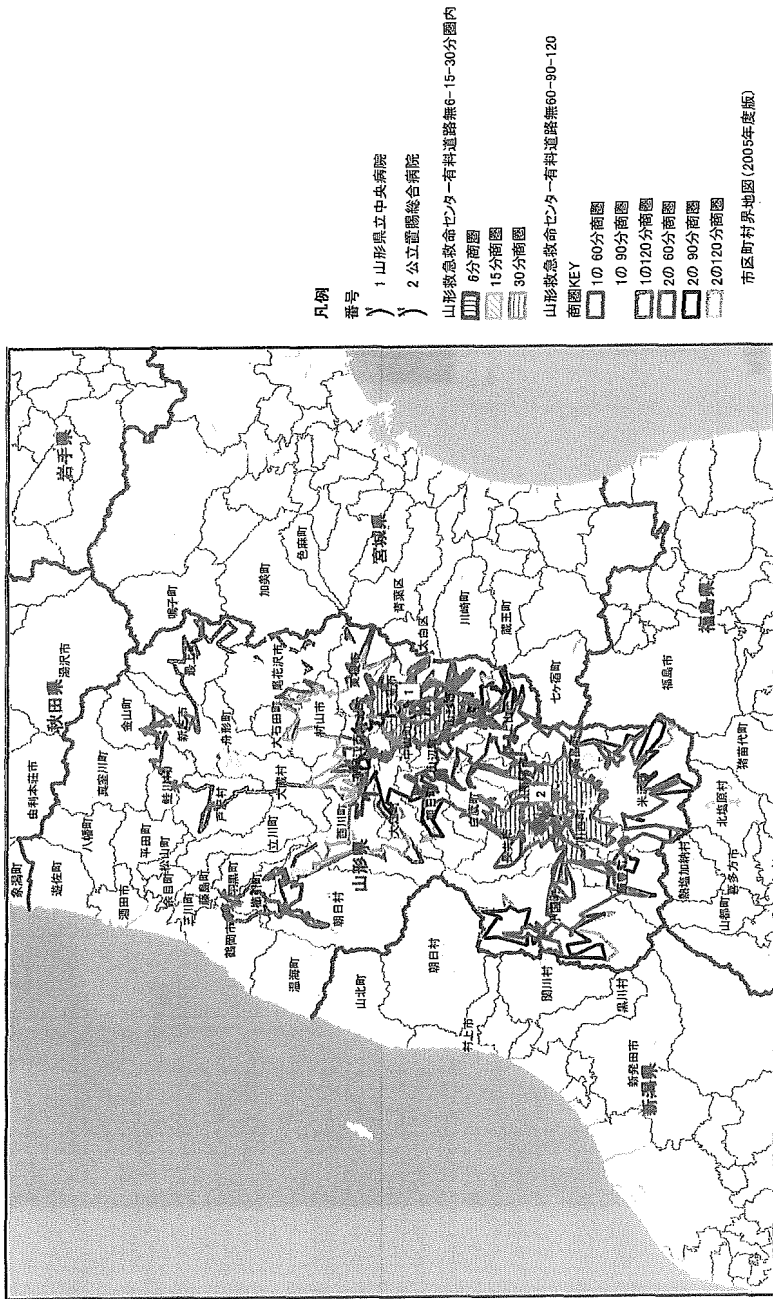 凡例
番号
1 山形県立中央病院
2 公立置賜総合病院
山形救急救命センター有料道路無6-15-30分圏内
6分商圏
15分商圏
30分商圏
山形救急救命センター有料道路無60-90-120
商圏KEY
1の 60分商圏
1の 90分商圏
1の120分商圏
2の 60分商圏
2の 90分商圏
2の120分商圏
市区町村界地図(2005年度版)
岩手県
秋田県
湯沢市
由利本荘市
象潟町
遊佐町
八幡町
真室川町
金山町
鳴子町
加美町
色麻町
宮城県
青葉区
太白区
川崎町
蔵王町
七ケ宿町
最上町
新庄市
舟形町
尾花沢市
大石田町
村山市
鮭川村
戸沢村
大蔵村
平田町
酒田市
余目町
松山町
三川町
藤島町
羽黒町
櫛引町
鶴岡市
立川町
西川町
山形県
朝日村
温海町
山北町
朝日村
村上市
関川村
黒川村
新発田市
新潟県
1
2
白鷹町
福島県
福島市
猪苗代町
北塩原村
熱塩加納村
喜多方市
山都町